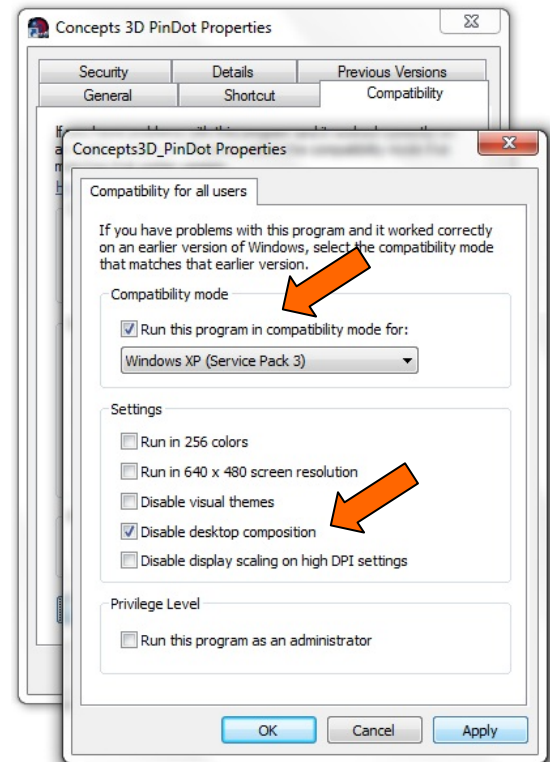 Concepts 3D PinDot Properties
Security Details Previous Versions
General Shortcut Compatibility
Concepts3D_PinDot Properties
Compatibility for all users
If you have problems with this program and it worked correctly
on an earlier version of Windows, select the compatibility mode
that matches that earlier version.
Compatibility mode
Run this program in compatibility mode for:
Windows XP (Service Pack 3)
Settings
Run in 256 colors
Run in 640 x 480 screen resolution
Disable visual themes
Disable desktop composition
Disable display scaling on high DPI settings
Privilege Level
Run this program as an administrator
OK Cancel Apply